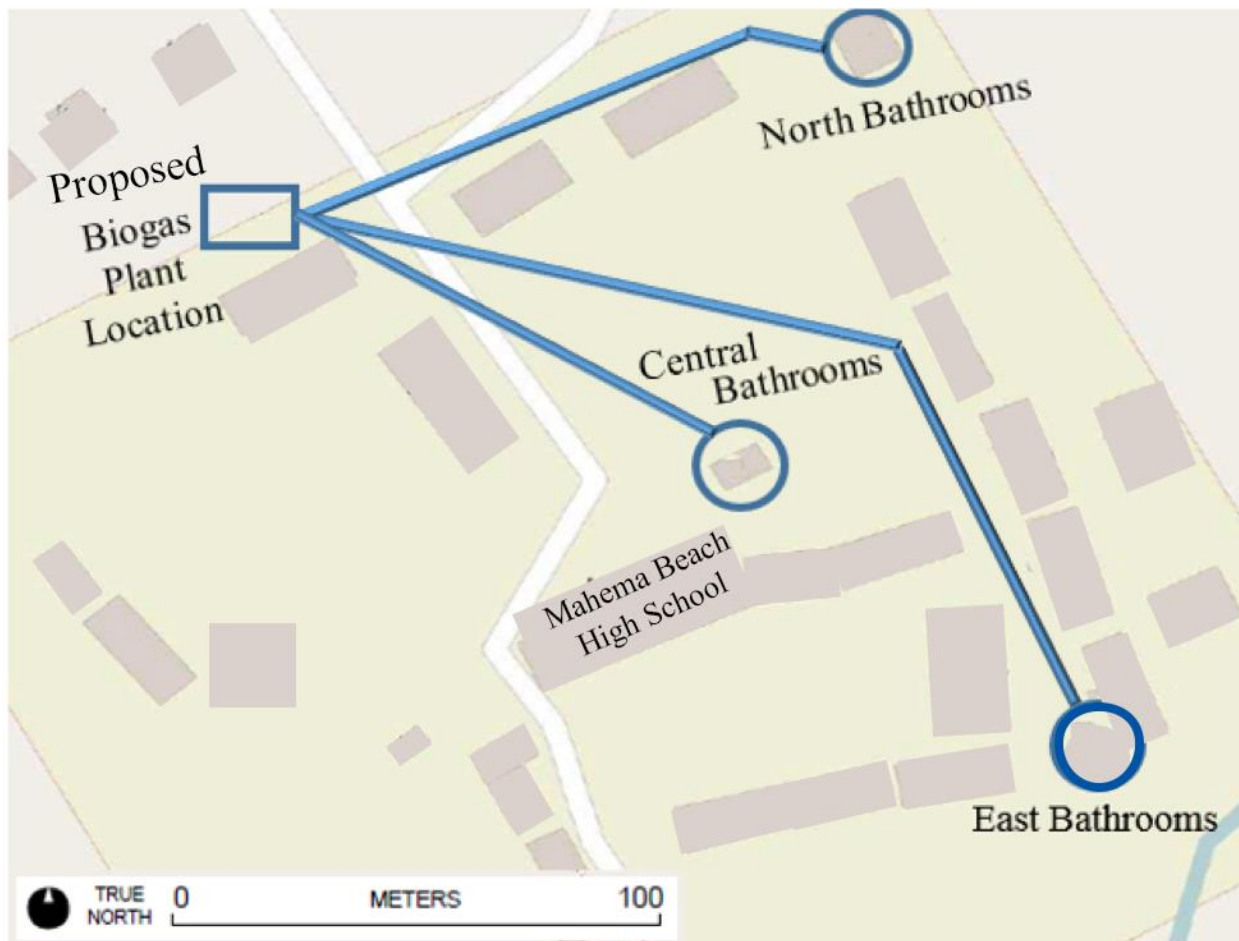 North Bathrooms
Proposed
Biogas
Plant
Location
Central
Bathrooms
Mahema Beach
High School
East Bathrooms
TRUE
NORTH
0 METERS 100